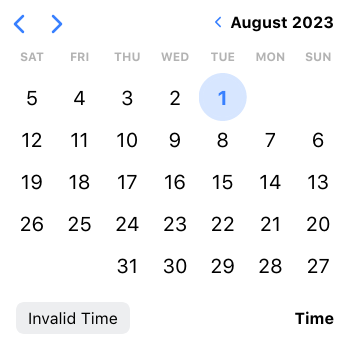 August 2023
SAT FRI THU WED TUE MON SUN
5 4 3 2 1
12 11 10 9 8 7 6
19 18 17 16 15 14 13
26 25 24 23 22 21 20
31 30 29 28 27
Invalid Time Time